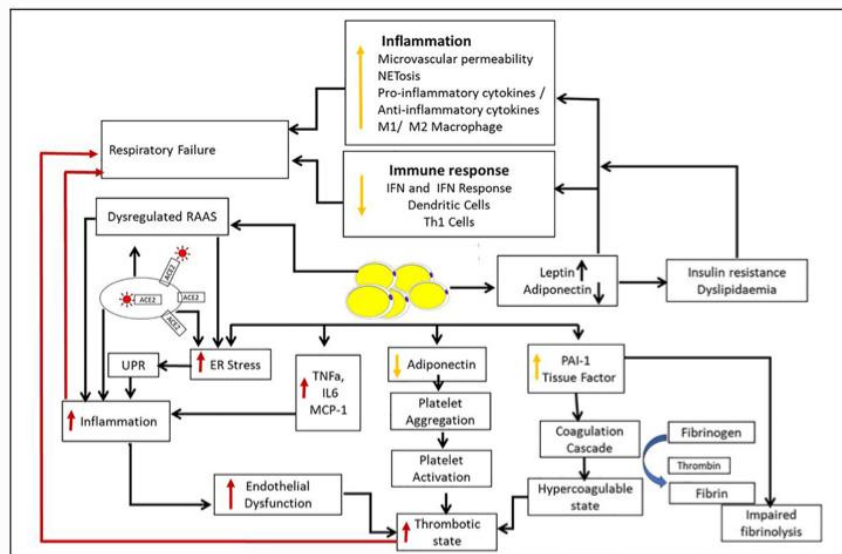 Inflammation
Microvascular permeability
NETosis
Pro-inflammatory cytokines /
Anti-inflammatory cytokines
M1/ M2 Macrophage
Respiratory Failure
Immune response
IFN and IFN Response
Dendritic Cells
Th1 Cells
Dysregulated RAAS
ACE2
ACE2
ACE2
ACE2
Leptin
Adiponectin
Insulin resistance
Dyslipidaemia
UPR
ER Stress
TNFa,
IL6
MCP-1
Adiponectin
PAI-1
Tissue Factor
Inflammation
Platelet
Aggregation
Coagulation
Cascade
Fibrinogen
Thrombin
Fibrin
Platelet
Activation
Endothelial
Dysfunction
Hypercoagulable
state
Thrombotic
state
Impaired
fibrinolysis